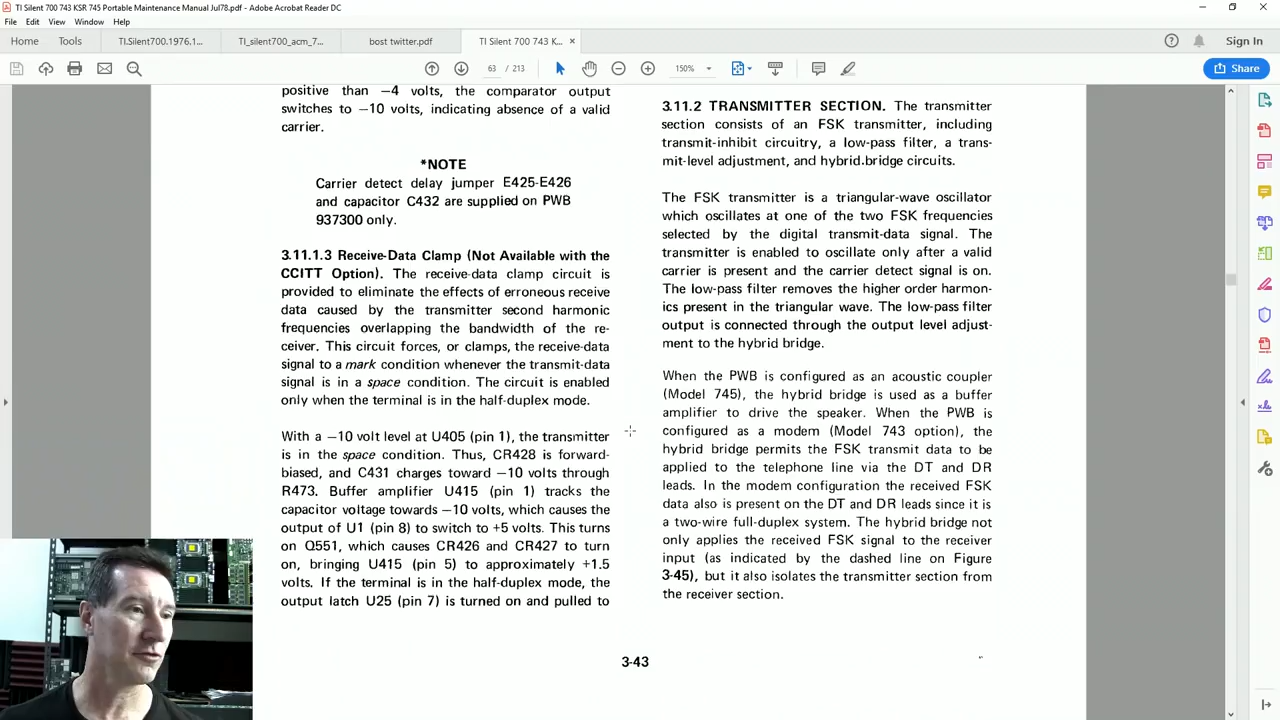 TI Silent 700 743 KSR 745 Portable Maintenance Manual Jul78.pdf - Adobe Acrobat Reader DC
File Edit View Window Help
Home Tools TI.Silent700.1976.1... TI_silent700_acm_7... bost twitter.pdf TI Silent 700 743 K... × Sign In
63 / 213 150% Share
positive than −4 volts, the comparator output
switches to −10 volts, indicating absence of a valid
carrier.
*NOTE
Carrier detect delay jumper E425-E426
and capacitor C432 are supplied on PWB
937300 only.
3.11.1.3 Receive-Data Clamp (Not Available with the
CCITT Option). The receive-data clamp circuit is
provided to eliminate the effects of erroneous receive
data caused by the transmitter second harmonic
frequencies overlapping the bandwidth of the re-
ceiver. This circuit forces, or clamps, the receive-data
signal to a mark condition whenever the transmit-data
signal is in a space condition. The circuit is enabled
only when the terminal is in the half-duplex mode.
With a −10 volt level at U405 (pin 1), the transmitter
is in the space condition. Thus, CR428 is forward-
biased, and C431 charges toward −10 volts through
R473. Buffer amplifier U415 (pin 1) tracks the
capacitor voltage towards −10 volts, which causes the
output of U1 (pin 8) to switch to +5 volts. This turns
on Q551, which causes CR426 and CR427 to turn
on, bringing U415 (pin 5) to approximately +1.5
volts. If the terminal is in the half-duplex mode, the
output latch U25 (pin 7) is turned on and pulled to
3.11.2 TRANSMITTER SECTION. The transmitter
section consists of an FSK transmitter, including
transmit-inhibit circuitry, a low-pass filter, a trans-
mit-level adjustment, and hybrid.bridge circuits.
The FSK transmitter is a triangular-wave oscillator
which oscillates at one of the two FSK frequencies
selected by the digital transmit-data signal. The
transmitter is enabled to oscillate only after a valid
carrier is present and the carrier detect signal is on.
The low-pass filter removes the higher order harmon-
ics present in the triangular wave. The low-pass filter
output is connected through the output level adjust-
ment to the hybrid bridge.
When the PWB is configured as an acoustic coupler
(Model 745), the hybrid bridge is used as a buffer
amplifier to drive the speaker. When the PWB is
configured as a modem (Model 743 option), the
hybrid bridge permits the FSK transmit data to be
applied to the telephone line via the DT and DR
leads. In the modem configuration the received FSK
data also is present on the DT and DR leads since it is
a two-wire full-duplex system. The hybrid bridge not
only applies the received FSK signal to the receiver
input (as indicated by the dashed line on Figure
3-45), but it also isolates the transmitter section from
the receiver section.
3-43